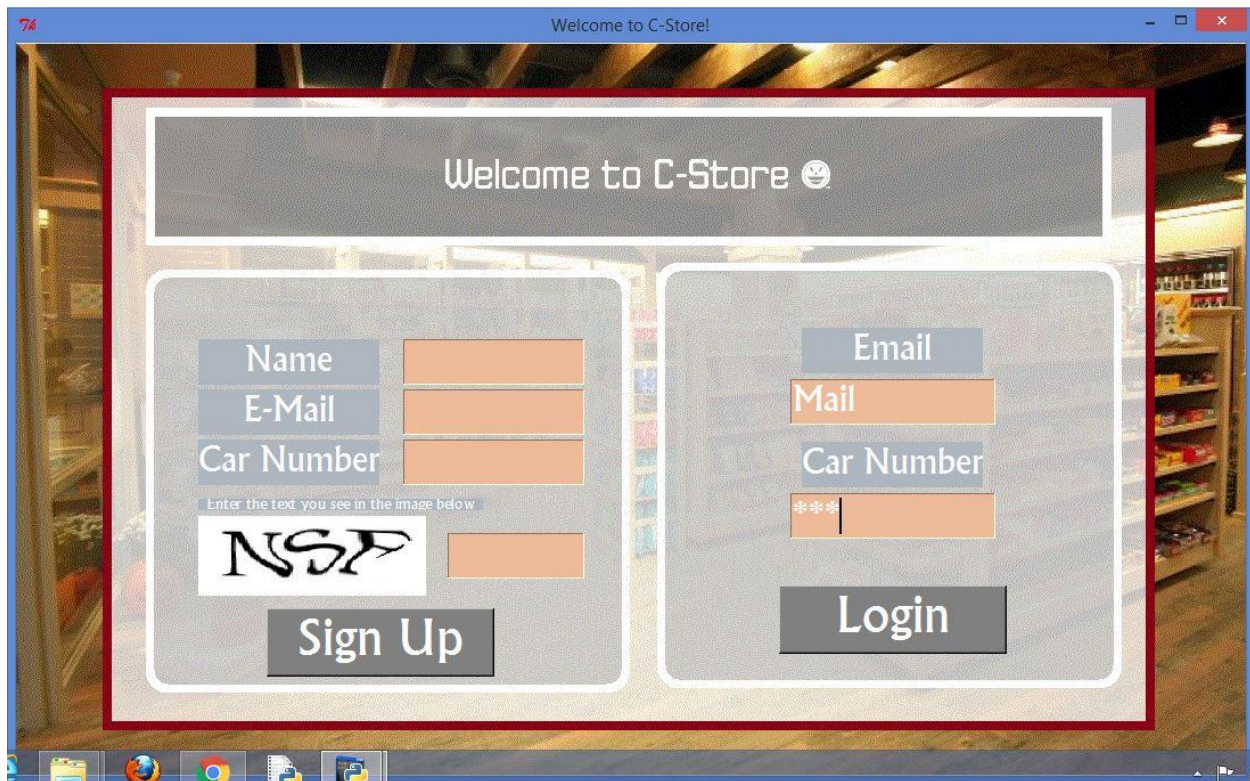 Welcome to C-Store!
Welcome to C-Store
Name
E-Mail
Car Number
Enter the text you see in the image below
NSF
Sign Up
Email
Mail
Car Number
***
Login